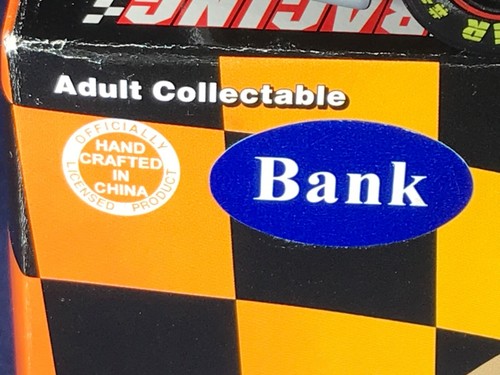 RACING
Adult Collectable
OFFICIALLY
HAND
CRAFTED
IN
CHINA
LICENSED PRODUCT
Bank